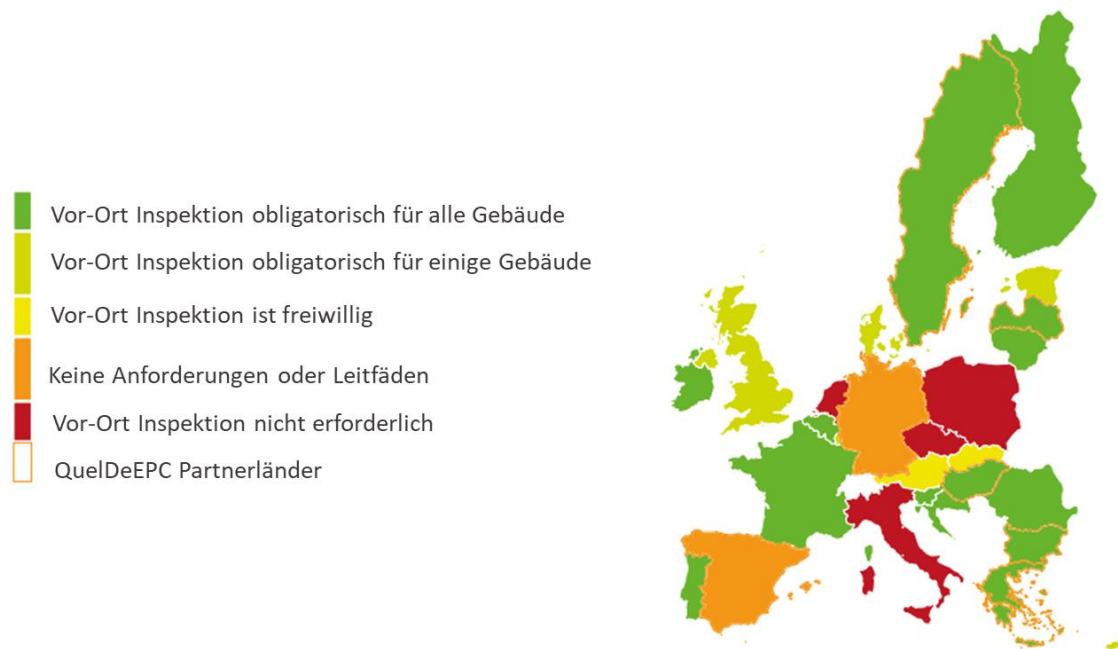 Vor-Ort Inspektion obligatorisch für alle Gebäude
Vor-Ort Inspektion obligatorisch für einige Gebäude
Vor-Ort Inspektion ist freiwillig
Keine Anforderungen oder Leitfäden
Vor-Ort Inspektion nicht erforderlich
QuelDeEPC Partnerländer